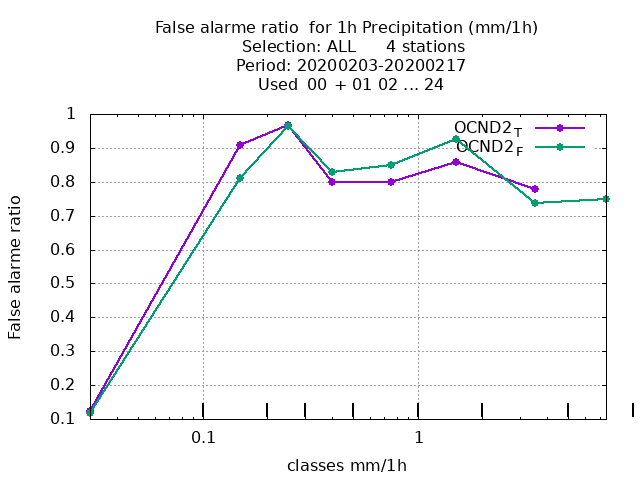 False alarme ratio  for 1h Precipitation (mm/1h)
Selection: ALL      4 stations
Period: 20200203-20200217
Used  00  + 01 02 ... 24
OCND2T
OCND2F
1
0.9
0.8
0.7
0.6
0.5
0.4
0.3
0.2
0.1
False alarme ratio
0.1
1
classes mm/1h